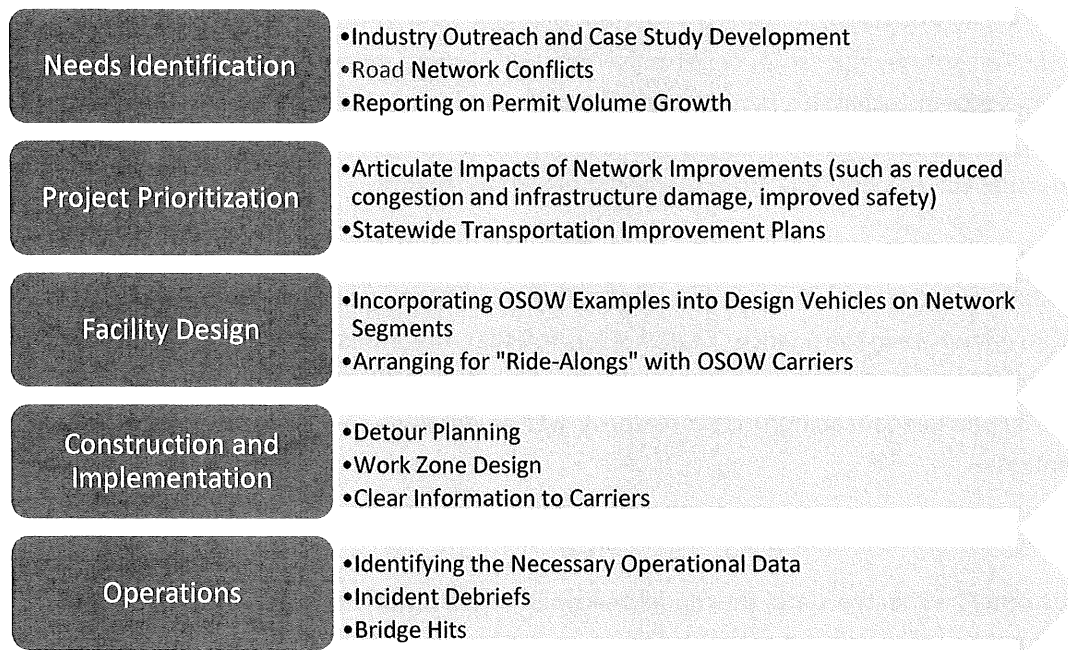 Needs Identification
•Industry Outreach and Case Study Development
•Road Network Conflicts
•Reporting on Permit Volume Growth
Project Prioritization
•Articulate Impacts of Network Improvements (such as reduced
congestion and infrastructure damage, improved safety)
•Statewide Transportation Improvement Plans
Facility Design
•Incorporating OSOW Examples into Design Vehicles on Network
Segments
•Arranging for "Ride-Alongs" with OSOW Carriers
Construction and
Implementation
•Detour Planning
•Work Zone Design
•Clear Information to Carriers
Operations
•Identifying the Necessary Operational Data
•Incident Debriefs
•Bridge Hits